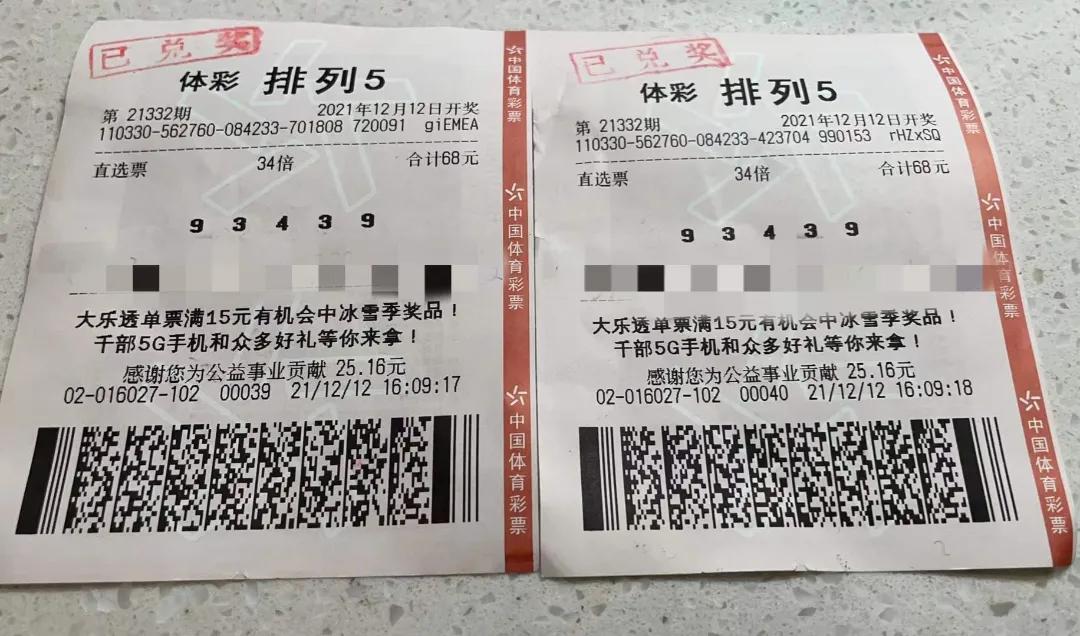 已兑奖
体彩 排列5
第 21332期 2021年12月12日开奖
110330-562760-084233-701808 720091 giEMEA
直选票 34倍 合计68元
9 3 4 3 9
大乐透单票满15元有机会中冰雪季奖品！
千部5G手机和众多好礼等你来拿！
感谢您为公益事业贡献 25.16元
02-016027-102 00039 21/12/12 16:09:17
中国体育彩票
中国体育彩票
中国体育彩票
已兑奖
体彩 排列5
第 21332期 2021年12月12日开奖
110330-562760-084233-423704 990153 rHZxSQ
直选票 34倍 合计68元
9 3 4 3 9
大乐透单票满15元有机会中冰雪季奖品！
千部5G手机和众多好礼等你来拿！
感谢您为公益事业贡献 25.16元
02-016027-102 00040 21/12/12 16:09:18
中国体育彩票
中国体育彩票
中国体育彩票